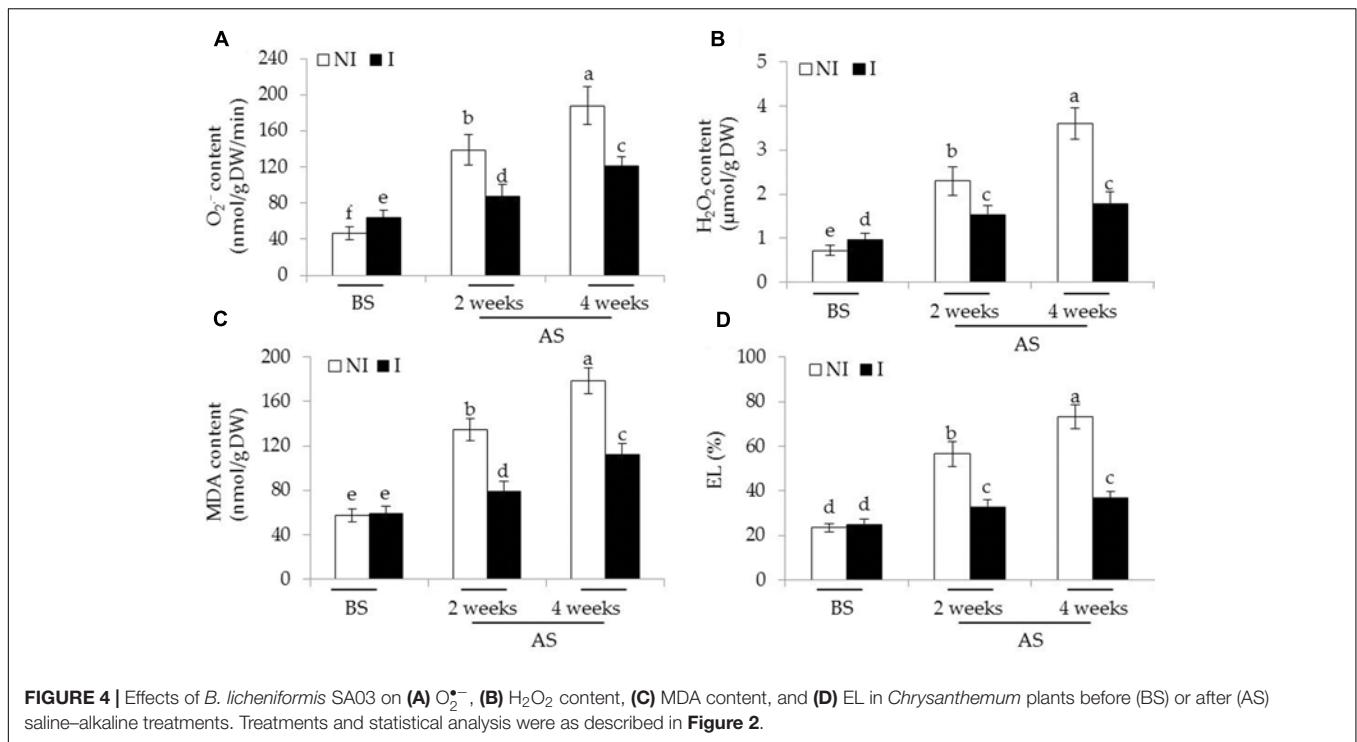 A
240
200
160
120
80
40
0
O₂·⁻ content
(nmol/gDW/min)
NI I
f e b d a c
BS 2 weeks 4 weeks
AS
B
5
4
3
2
1
0
H₂O₂ content
(μmol/gDW)
NI I
e d b c a c
BS 2 weeks 4 weeks
AS
C
200
160
120
80
40
0
MDA content
(nmol/gDW)
NI I
e e b d a c
BS 2 weeks 4 weeks
AS
D
100
80
60
40
20
0
EL (%)
NI I
d d b c a c
BS 2 weeks 4 weeks
AS
FIGURE 4 | Effects of B. licheniformis SA03 on (A) O₂•−, (B) H₂O₂ content, (C) MDA content, and (D) EL in Chrysanthemum plants before (BS) or after (AS)
saline–alkaline treatments. Treatments and statistical analysis were as described in Figure 2.